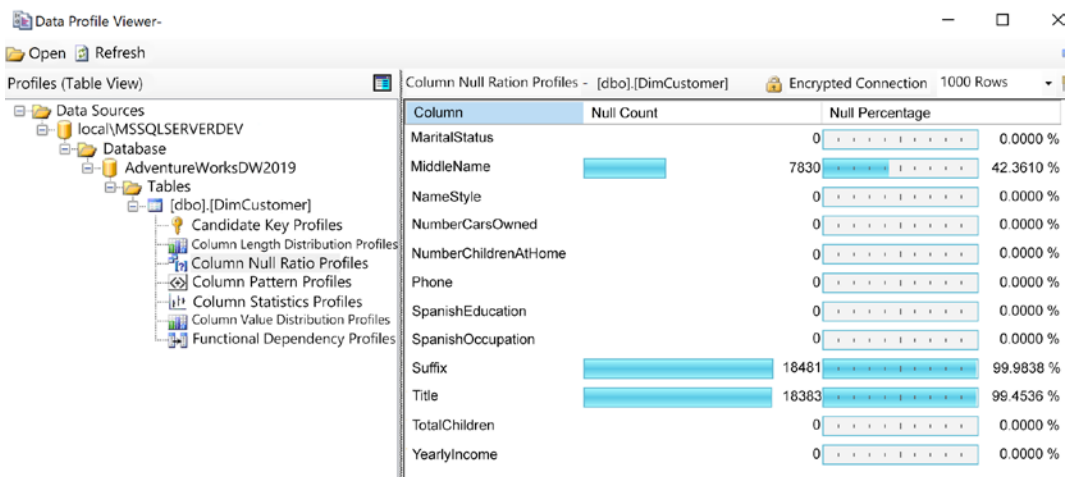 Data Profile Viewer-
Open Refresh
Profiles (Table View)
Data Sources
local\MSSQLSERVERDEV
Database
AdventureWorksDW2019
Tables
[dbo].[DimCustomer]
Candidate Key Profiles
Column Length Distribution Profiles
Column Null Ratio Profiles
Column Pattern Profiles
Column Statistics Profiles
Column Value Distribution Profiles
Functional Dependency Profiles
Column Null Ration Profiles - [dbo].[DimCustomer] Encrypted Connection 1000 Rows
Column Null Count Null Percentage
MaritalStatus 0 0.0000 %
MiddleName 7830 42.3610 %
NameStyle 0 0.0000 %
NumberCarsOwned 0 0.0000 %
NumberChildrenAtHome 0 0.0000 %
Phone 0 0.0000 %
SpanishEducation 0 0.0000 %
SpanishOccupation 0 0.0000 %
Suffix 18481 99.9838 %
Title 18383 99.4536 %
TotalChildren 0 0.0000 %
YearlyIncome 0 0.0000 %